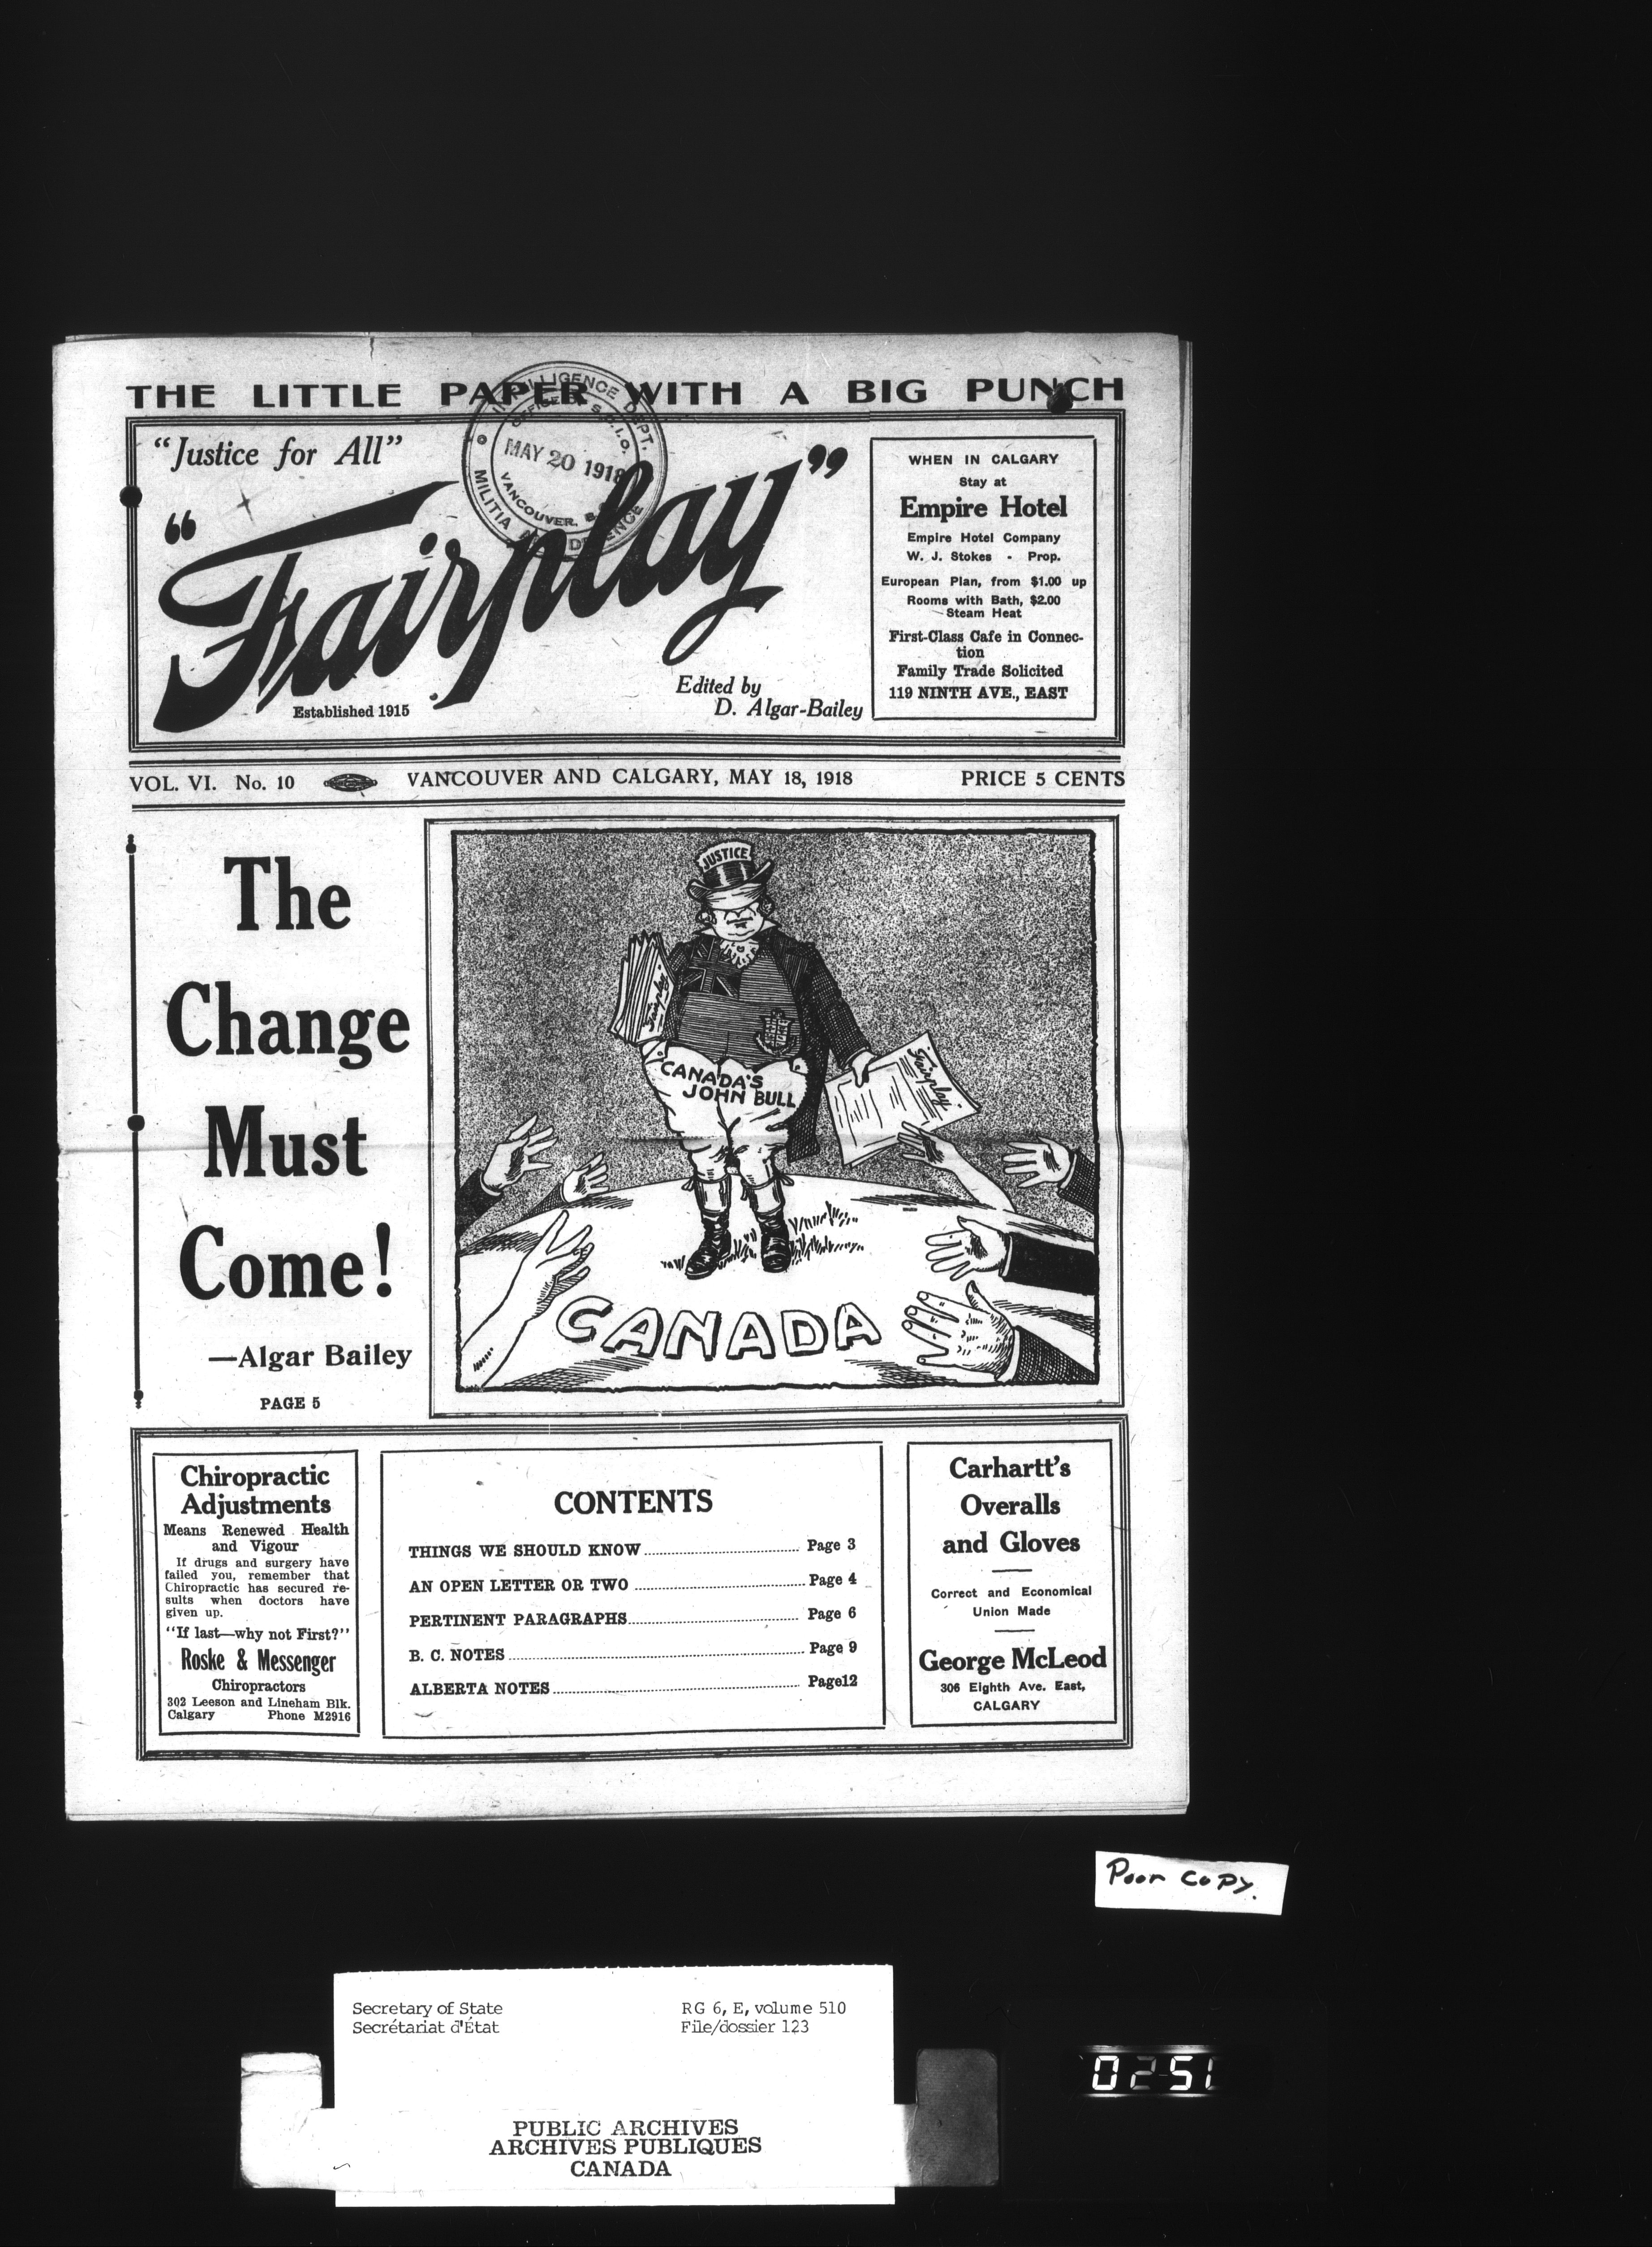 THE LITTLE PAPER WITH A BIG PUNCH
"Justice for All"
INTELLIGENCE DEPT.
OFFICE OF S.D.I.O.
MAY 20 1918
VANCOUVER, B.C.
MILITIA AND DEFENCE
"Fairplay"
Established 1915
Edited by
D. Algar-Bailey
WHEN IN CALGARY
Stay at
Empire Hotel
Empire Hotel Company
W. J. Stokes - Prop.
European Plan, from $1.00 up
Rooms with Bath, $2.00
Steam Heat
First-Class Cafe in Connec-
tion
Family Trade Solicited
119 NINTH AVE., EAST
VOL. VI. No. 10 VANCOUVER AND CALGARY, MAY 18, 1918 PRICE 5 CENTS
The
Change
Must
Come!
—Algar Bailey
PAGE 5
JUSTICE
Fairplay
"Fairplay"
CANADA'S
JOHN BULL
CANADA
Chiropractic
Adjustments
Means Renewed Health
and Vigour
If drugs and surgery have
failed you, remember that
Chiropractic has secured re-
sults when doctors have
given up.
"If last—why not First?"
Roske & Messenger
Chiropractors
302 Leeson and Lineham Blk.
Calgary Phone M2916
CONTENTS
THINGS WE SHOULD KNOW Page 3
AN OPEN LETTER OR TWO Page 4
PERTINENT PARAGRAPHS Page 6
B. C. NOTES Page 9
ALBERTA NOTES Page12
Carhartt's
Overalls
and Gloves
Correct and Economical
Union Made
George McLeod
306 Eighth Ave. East,
CALGARY
Poor Copy.
Secretary of State
Secrétariat d'État
RG 6, E, volume 510
File/dossier 123
PUBLIC ARCHIVES
ARCHIVES PUBLIQUES
CANADA
0251